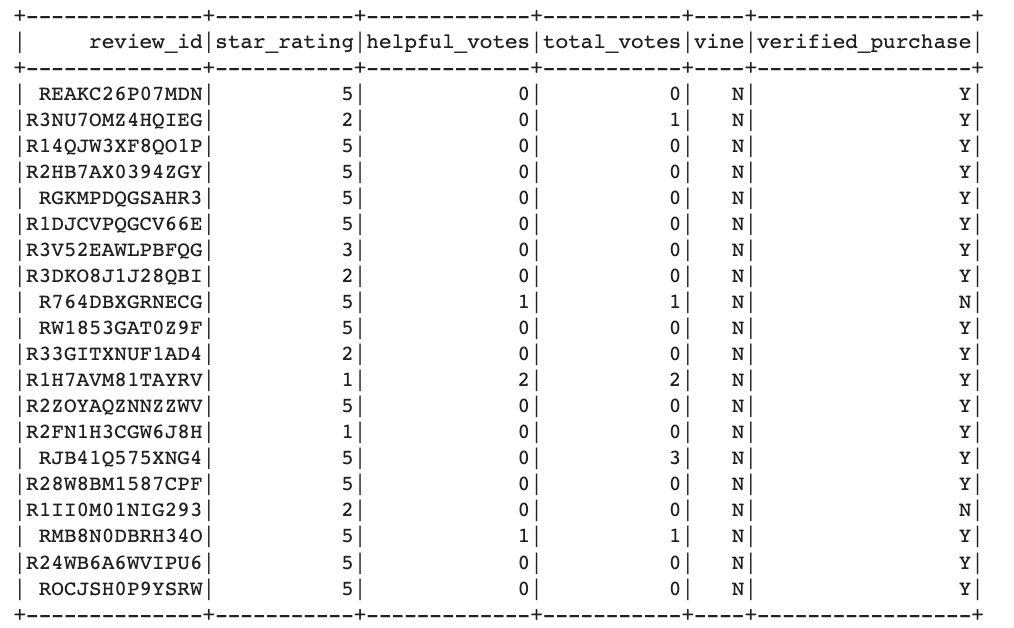 +--------------+-----------+-------------+-----------+----+-----------------+
|     review_id|star_rating|helpful_votes|total_votes|vine|verified_purchase|
+--------------+-----------+-------------+-----------+----+-----------------+
| REAKC26P07MDN|          5|            0|          0|   N|                Y|
|R3NU7OMZ4HQIEG|          2|            0|          1|   N|                Y|
|R14QJW3XF8QO1P|          5|            0|          0|   N|                Y|
|R2HB7AX0394ZGY|          5|            0|          0|   N|                Y|
| RGKMPDQGSAHR3|          5|            0|          0|   N|                Y|
|R1DJCVPQGCV66E|          5|            0|          0|   N|                Y|
|R3V52EAWLPBFQG|          3|            0|          0|   N|                Y|
|R3DKO8J1J28QBI|          2|            0|          0|   N|                Y|
| R764DBXGRNECG|          5|            1|          1|   N|                N|
| RW1853GAT0Z9F|          5|            0|          0|   N|                Y|
|R33GITXNUF1AD4|          2|            0|          0|   N|                Y|
|R1H7AVM81TAYRV|          1|            2|          2|   N|                Y|
|R2ZOYAQZNNZZWV|          5|            0|          0|   N|                Y|
|R2FN1H3CGW6J8H|          1|            0|          0|   N|                Y|
| RJB41Q575XNG4|          5|            0|          3|   N|                Y|
|R28W8BM1587CPF|          5|            0|          0|   N|                Y|
|R1II0M01NIG293|          2|            0|          0|   N|                N|
| RMB8N0DBRH34O|          5|            1|          1|   N|                Y|
|R24WB6A6WVIPU6|          5|            0|          0|   N|                Y|
| ROCJSH0P9YSRW|          5|            0|          0|   N|                Y|
+--------------+-----------+-------------+-----------+----+-----------------+